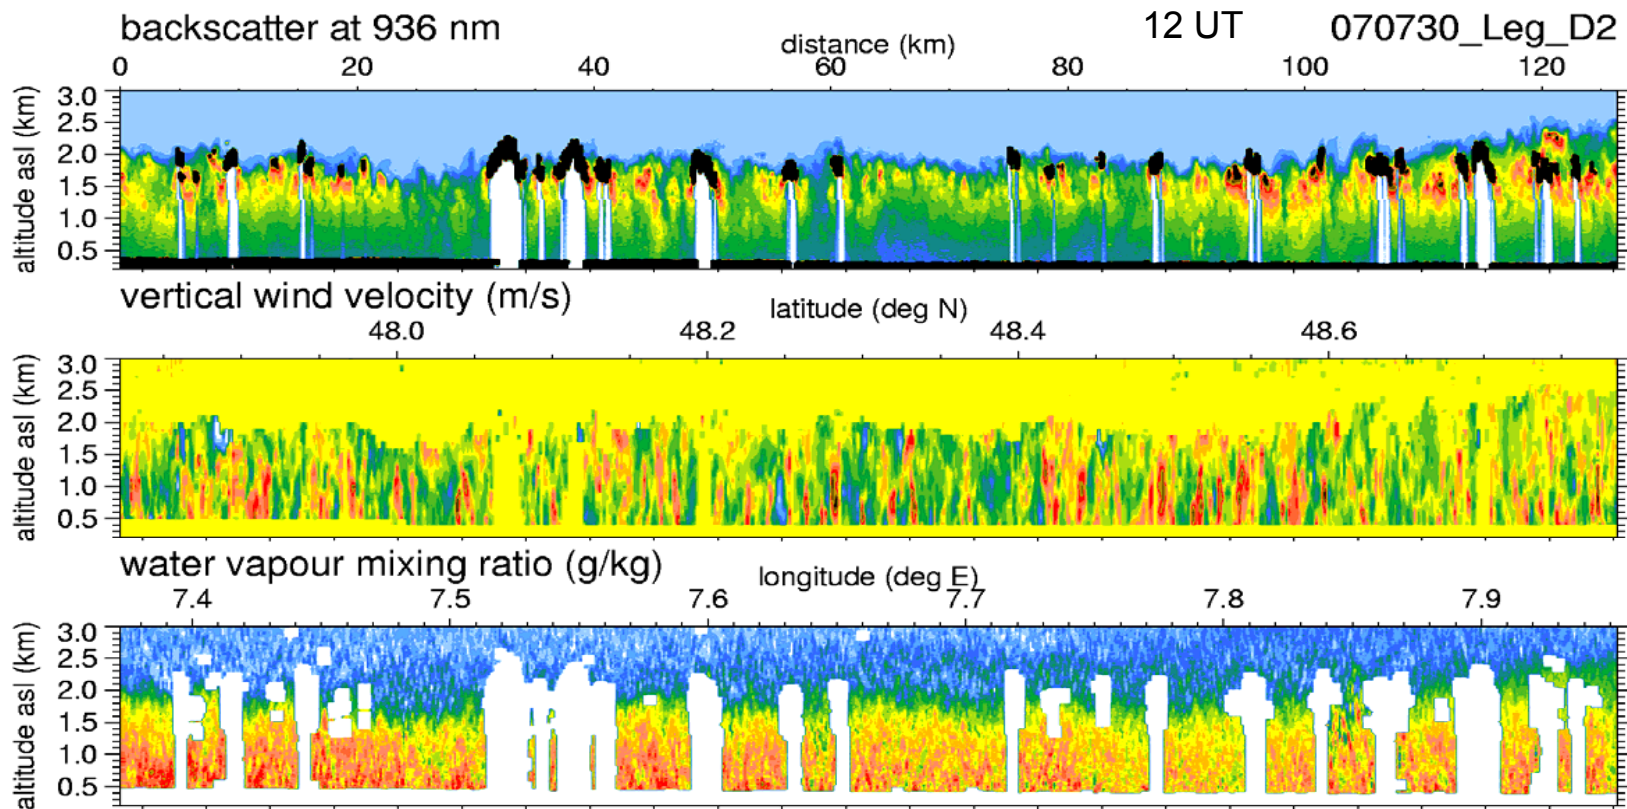 backscatter at 936 nm 12 UT 070730_Leg_D2
distance (km)
0 20 40 60 80 100 120
altitude asl (km)
3.0
2.5
2.0
1.5
1.0
0.5
vertical wind velocity (m/s) latitude (deg N)
48.0 48.2 48.4 48.6
altitude asl (km)
3.0
2.5
2.0
1.5
1.0
0.5
water vapour mixing ratio (g/kg) longitude (deg E)
7.4 7.5 7.6 7.7 7.8 7.9
altitude asl (km)
3.0
2.5
2.0
1.5
1.0
0.5